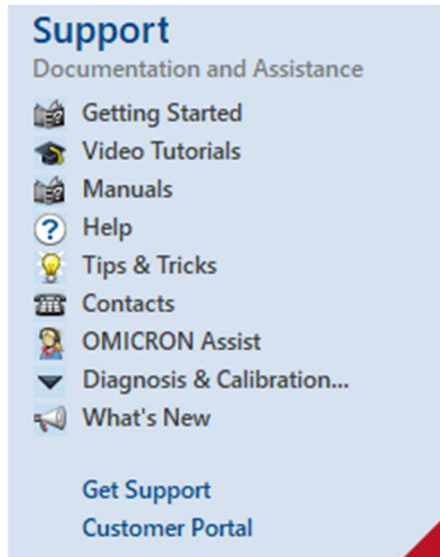 Support
Documentation and Assistance
Getting Started
Video Tutorials
Manuals
? Help
Tips & Tricks
Contacts
OMICRON Assist
Diagnosis & Calibration...
What's New
Get Support
Customer Portal